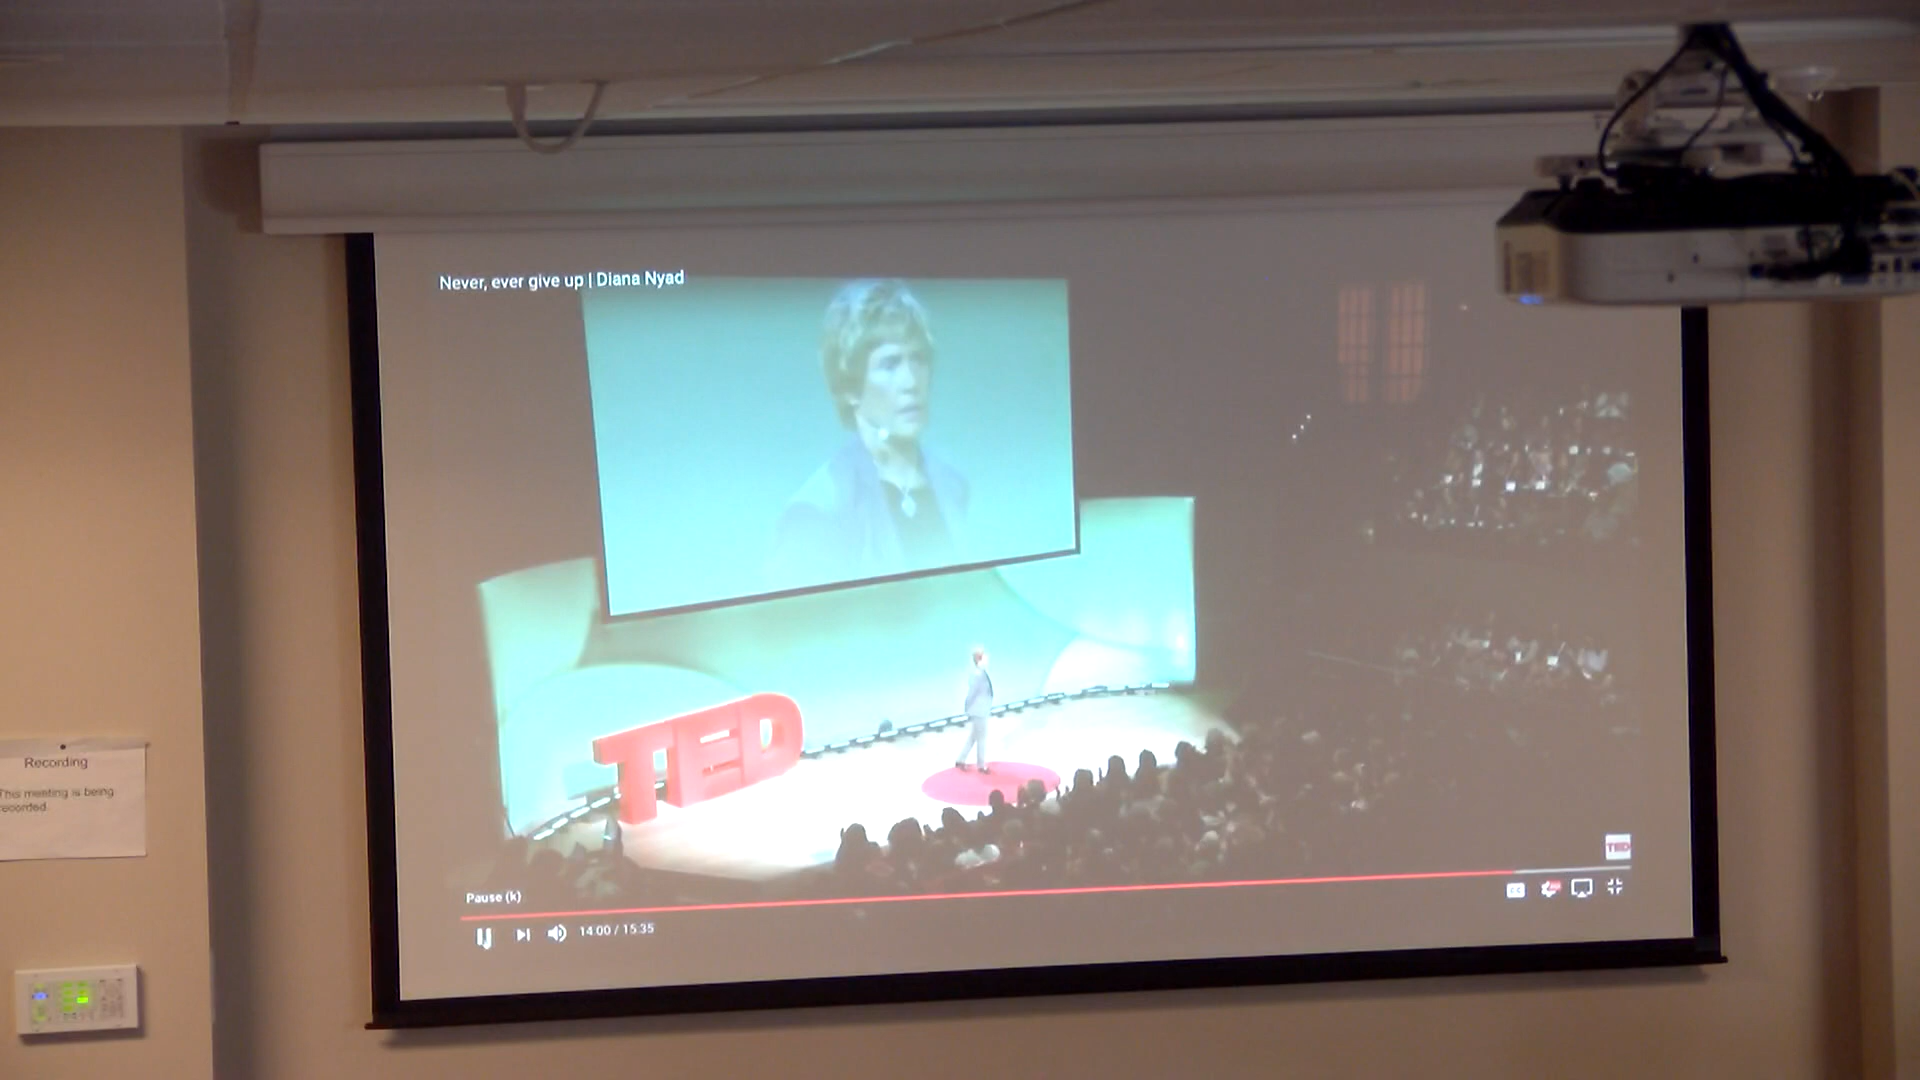 Never, ever give up | Diana Nyad
TED
TED
Pause (k)
14:00 / 15:35
Recording
This meeting is being
recorded.